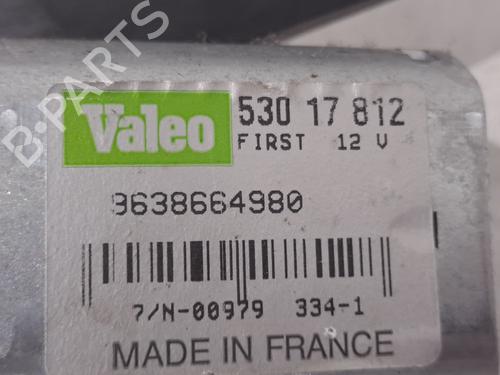 B-PARTS
Valeo
530 17 812
FIRST 12 V
9638664980
7/N-00979 334-1
MADE IN FRANCE